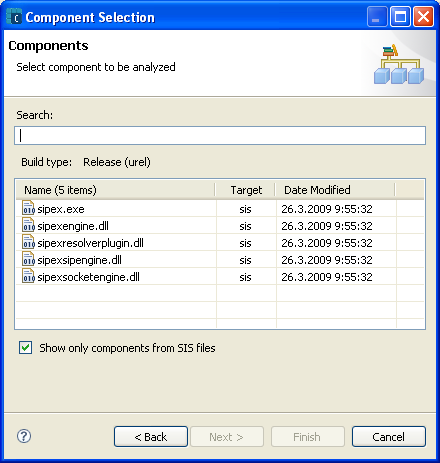 Component Selection
Components
Select component to be analyzed
Search:
Build type: Release (urel)
Name (5 items) Target Date Modified
sipex.exe sis 26.3.2009 9:55:32
sipexengine.dll sis 26.3.2009 9:55:32
sipexresolverplugin.dll sis 26.3.2009 9:55:32
sipexsipengine.dll sis 26.3.2009 9:55:32
sipexsocketengine.dll sis 26.3.2009 9:55:32
Show only components from SIS files
? < Back Next > Finish Cancel